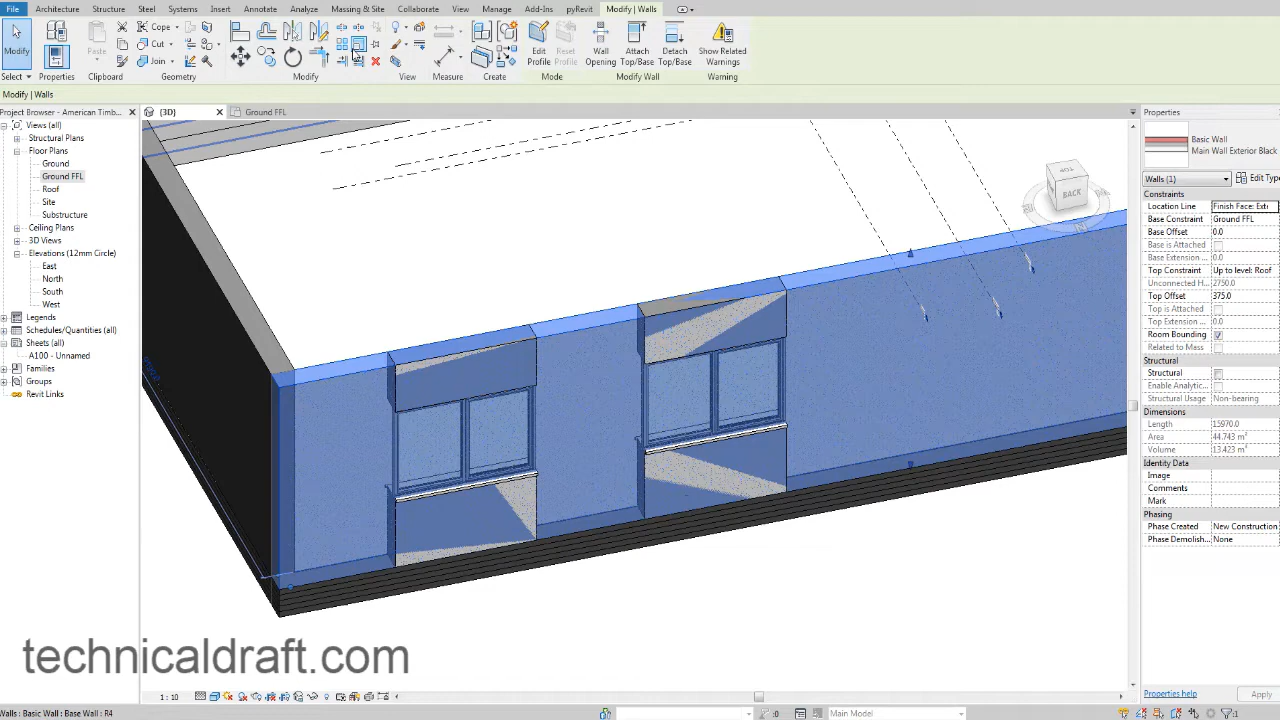 File Architecture Structure Steel Systems Insert Annotate Analyze Massing & Site Collaborate View Manage Add-Ins pyRevit Modify | Walls
Cope
Cut
Join
Modify
Paste
Edit Profile
Reset Profile
Wall Opening
Attach Top/Base
Detach Top/Base
Show Related Warnings
Select Properties Clipboard Geometry Modify View Measure Create Mode Modify Wall Warning
Modify | Walls
Project Browser - American Timb...
{3D}
Ground FFL
Properties
Views (all)
Structural Plans
Floor Plans
Ground
Ground FFL
Roof
Site
Substructure
Ceiling Plans
3D Views
Elevations (12mm Circle)
East
North
South
West
Legends
Schedules/Quantities (all)
Sheets (all)
A100 - Unnamed
Families
Groups
Revit Links
TOP
BACK
Basic Wall
Main Wall Exterior Black
Walls (1) Edit Type
Constraints
Location Line Finish Face: Exte
Base Constraint Ground FFL
Base Offset 0.0
Base is Attached
Base Extension ... 0.0
Top Constraint Up to level: Roof
Unconnected H... 2750.0
Top Offset 375.0
Top is Attached
Top Extension ... 0.0
Room Bounding
Related to Mass
Structural
Structural
Enable Analytic...
Structural Usage Non-bearing
Dimensions
Length 15970.0
Area 44.743 m²
Volume 13.423 m³
Identity Data
Image
Comments
Mark
Phasing
Phase Created New Construction
Phase Demolish... None
technicaldraft.com
1 : 10
Properties help Apply
Walls : Basic Wall : Base Wall : R4
:0
Main Model
:1